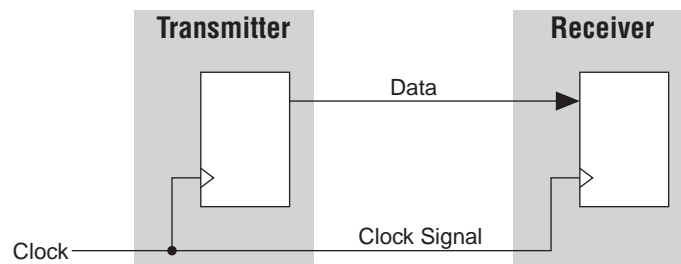 Transmitter
Receiver
Data
Clock Signal
Clock